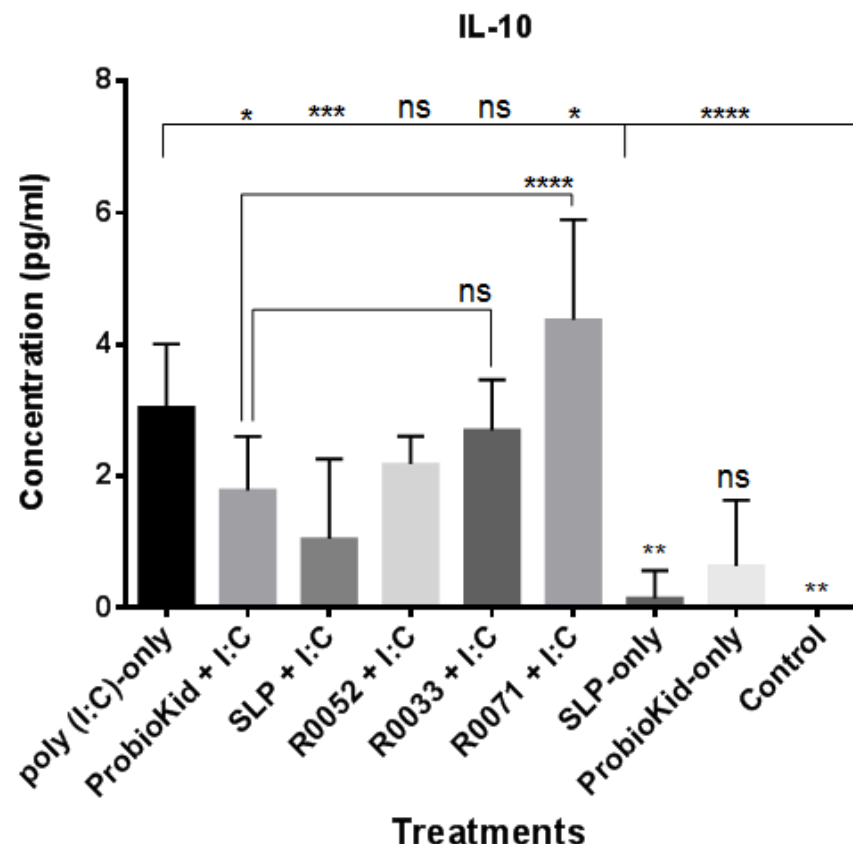 IL-10
8
* *** ns ns * ****
6
****
ns
4
2
ns
**
**
0
Concentration (pg/ml)
poly (I:C)-only
ProbioKid + I:C
SLP + I:C
R0052 + I:C
R0033 + I:C
R0071 + I:C
SLP-only
ProbioKid-only
Control
Treatments